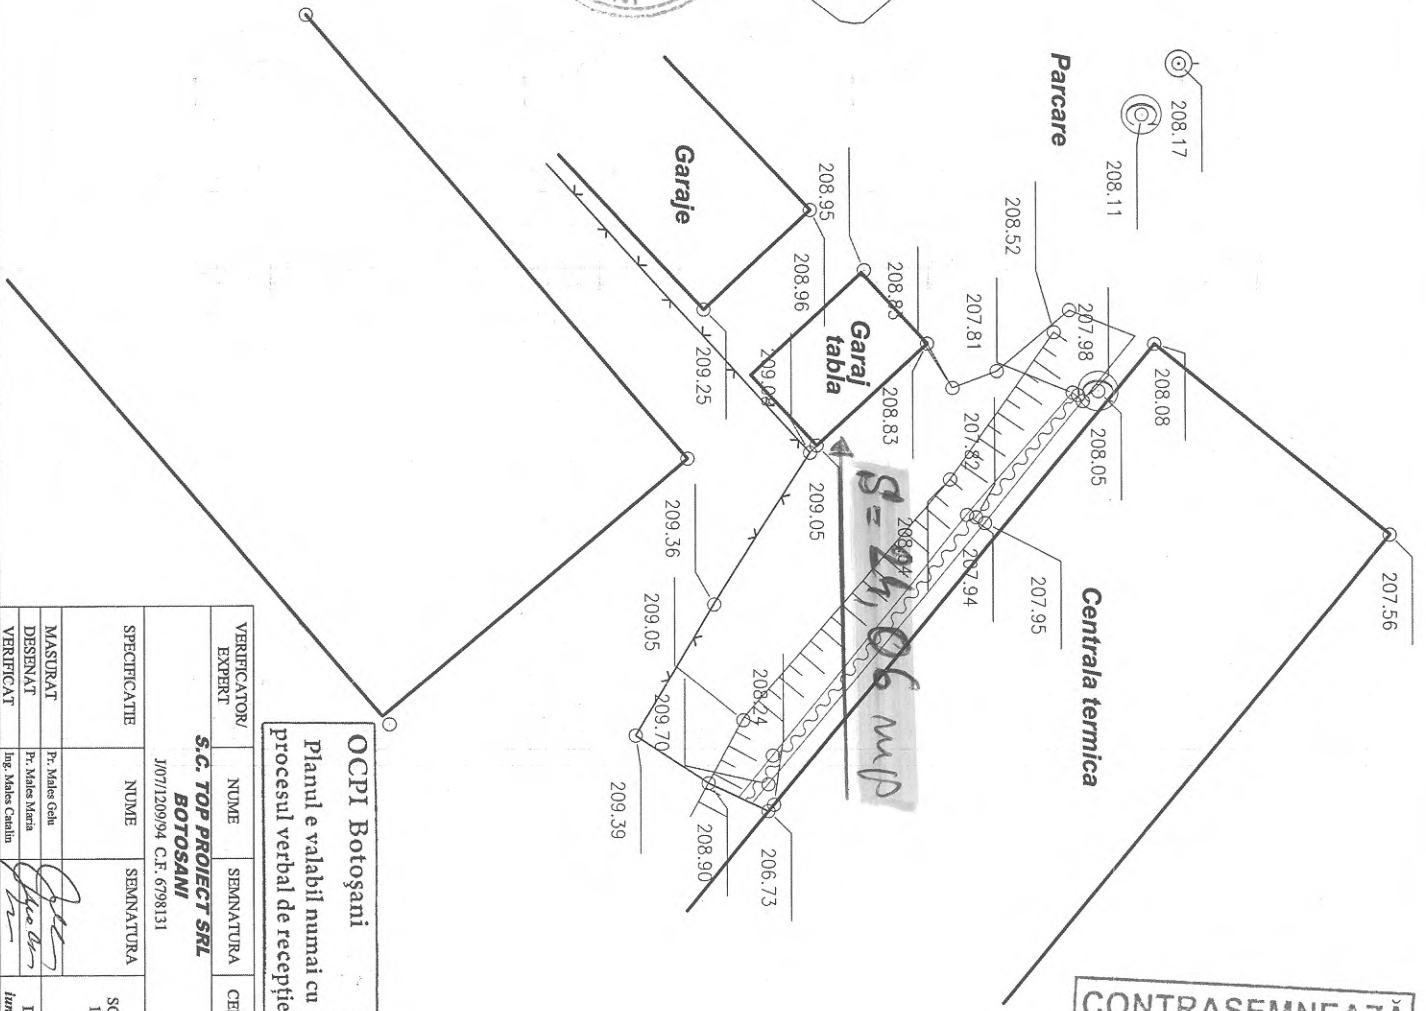 Parcare
208.17
208.11
208.52
208.95
Garaje
208.96
208.83
207.81
207.98
208.08
Garaj
tabla
209.25
208.83
207.82
208.05
207.56
209.05
S = 24,06 mp
207.94
207.95
Centrala termica
209.36
209.05
208.24
209.70
209.39
208.90
206.73
OCPI Botoşani
Planul e valabil numai cu
procesul verbal de recepţie
VERIFICATOR/
EXPERT
NUME
SEMNATURA
S.C. TOP PROIECT SRL
BOTOSANI
J/07/1209/94 C.F. 6798131
SPECIFICATIE
NUME
SEMNATURA
MASURAT
Pr. Males Gelu
DESENAT
Pr. Males Maria
VERIFICAT
Ing. Males Catalin
CONTRASEMNEAZĂ